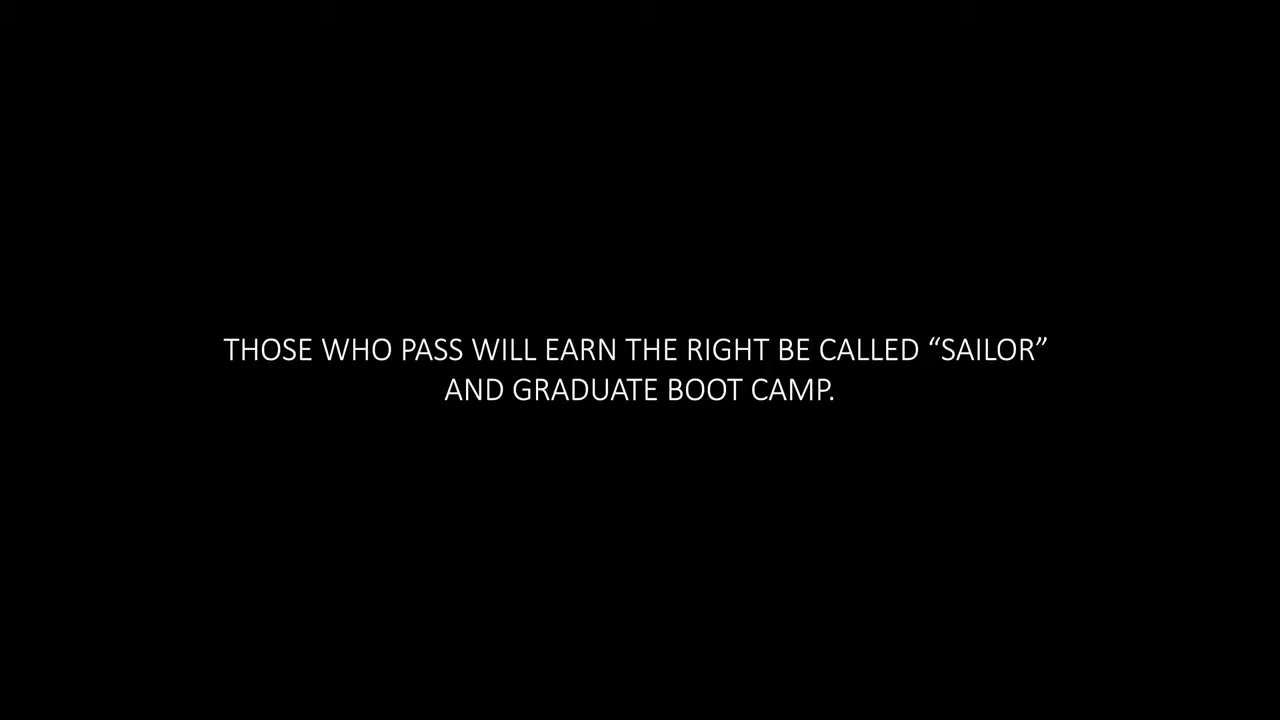 THOSE WHO PASS WILL EARN THE RIGHT BE CALLED “SAILOR”
AND GRADUATE BOOT CAMP.